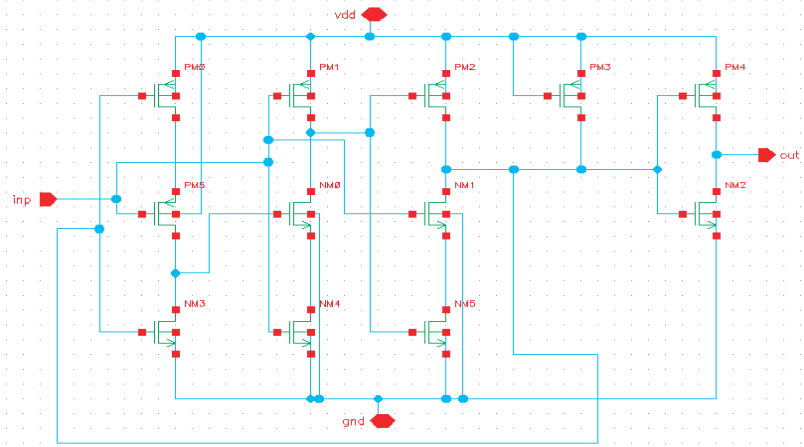 vdd
PM0 PM1 PM2 PM3 PM4
out
inp PM5 NM0 NM1 NM2
NM3 NM4 NM5
gnd